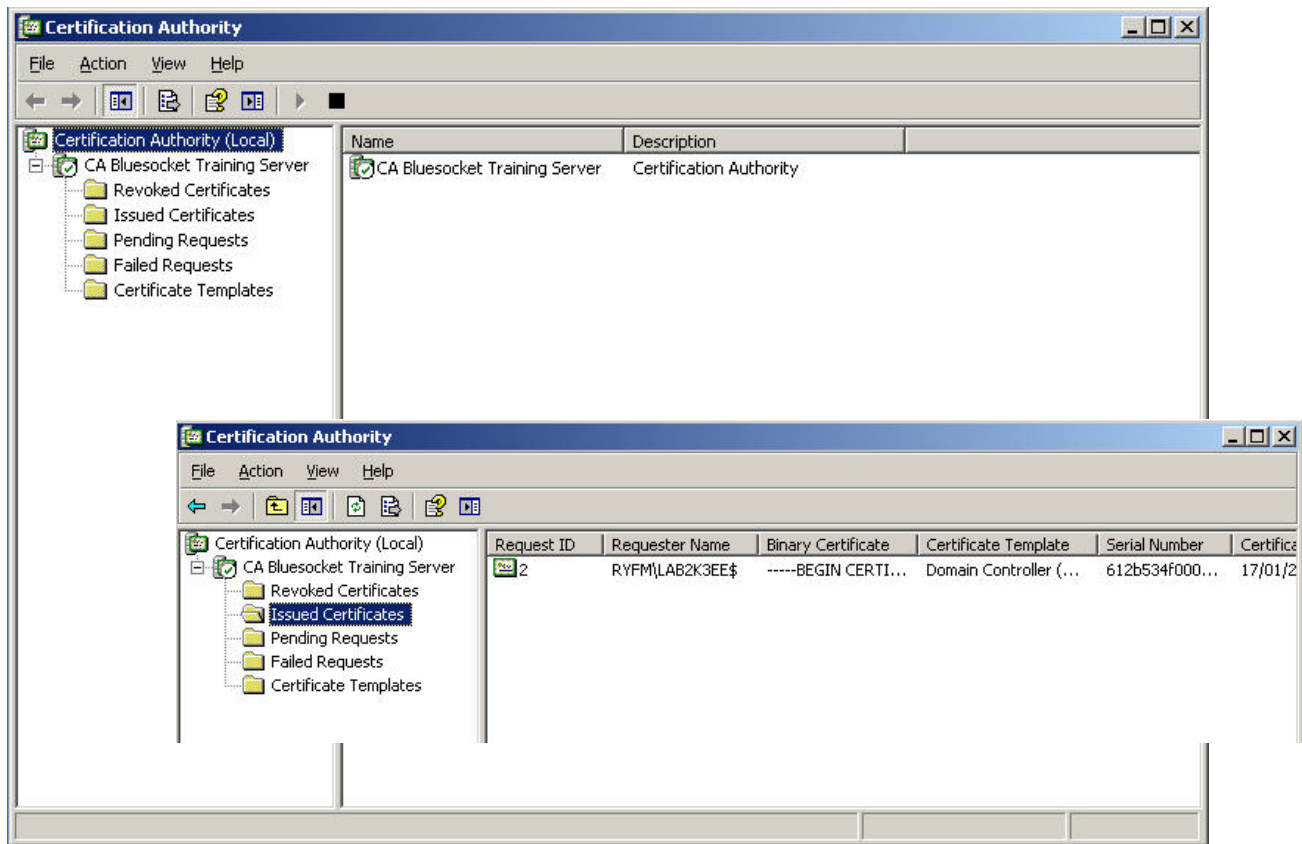 Certification Authority
File Action View Help
Certification Authority (Local)
CA Bluesocket Training Server
Revoked Certificates
Issued Certificates
Pending Requests
Failed Requests
Certificate Templates
Name Description
CA Bluesocket Training Server Certification Authority
Certification Authority
File Action View Help
Certification Authority (Local)
CA Bluesocket Training Server
Revoked Certificates
Issued Certificates
Pending Requests
Failed Requests
Certificate Templates
Request ID Requester Name Binary Certificate Certificate Template Serial Number Certifica
2 RYFM\LAB2K3EE$ -----BEGIN CERTI... Domain Controller (... 612b534f000... 17/01/2